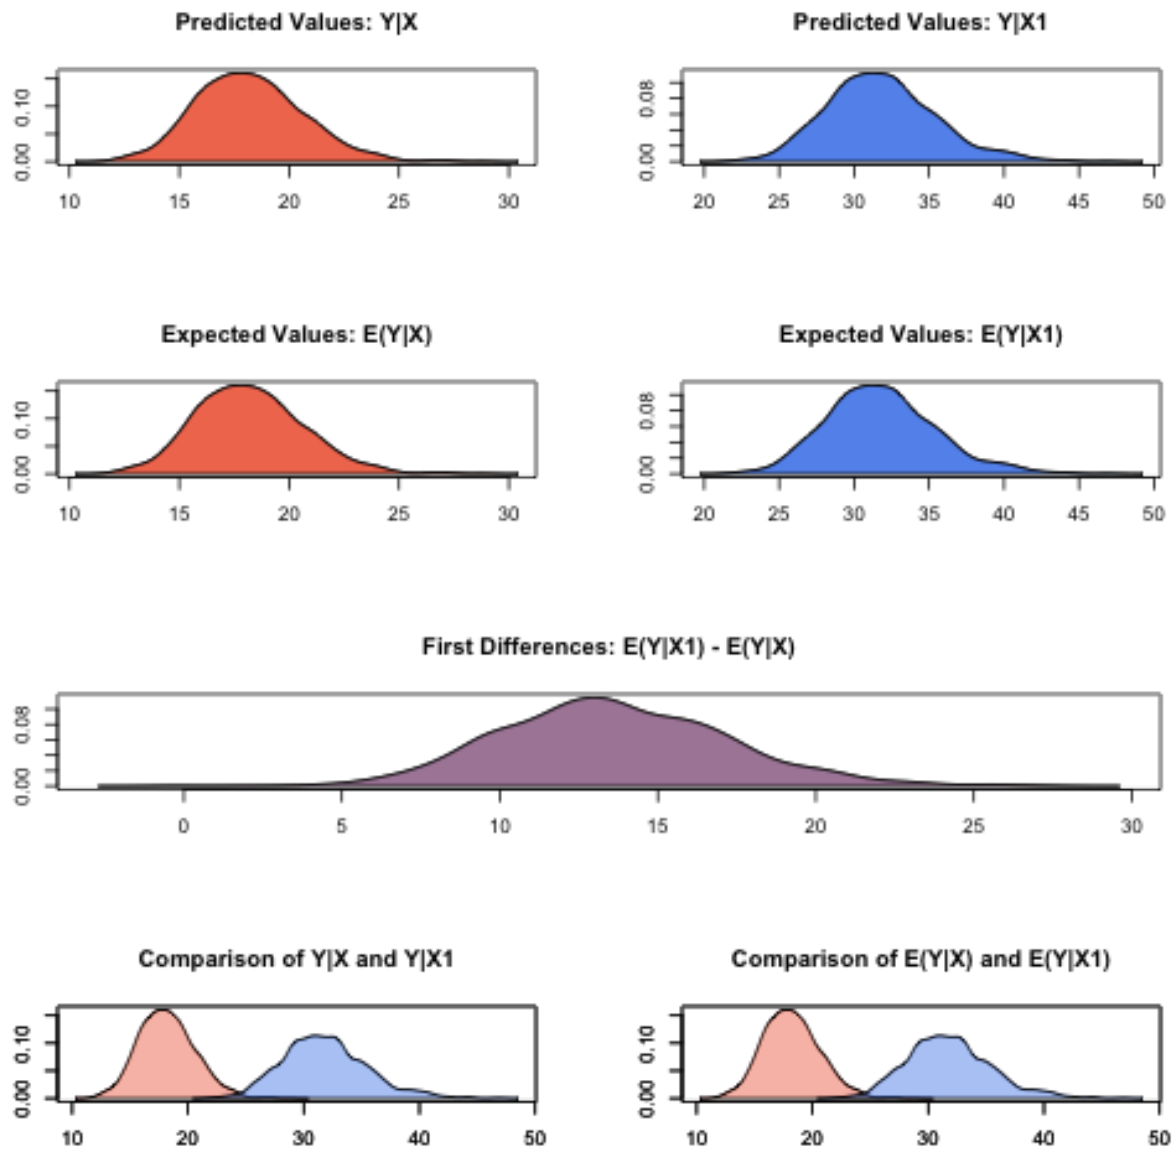 Predicted Values: Y|X
0.00 0.10
10 15 20 25 30
Predicted Values: Y|X1
0.00 0.08
20 25 30 35 40 45 50
Expected Values: E(Y|X)
0.00 0.10
10 15 20 25 30
Expected Values: E(Y|X1)
0.00 0.08
20 25 30 35 40 45 50
First Differences: E(Y|X1) - E(Y|X)
0.00 0.08
0 5 10 15 20 25 30
Comparison of Y|X and Y|X1
0.00 0.10
10 20 30 40 50
Comparison of E(Y|X) and E(Y|X1)
0.00 0.10
10 20 30 40 50